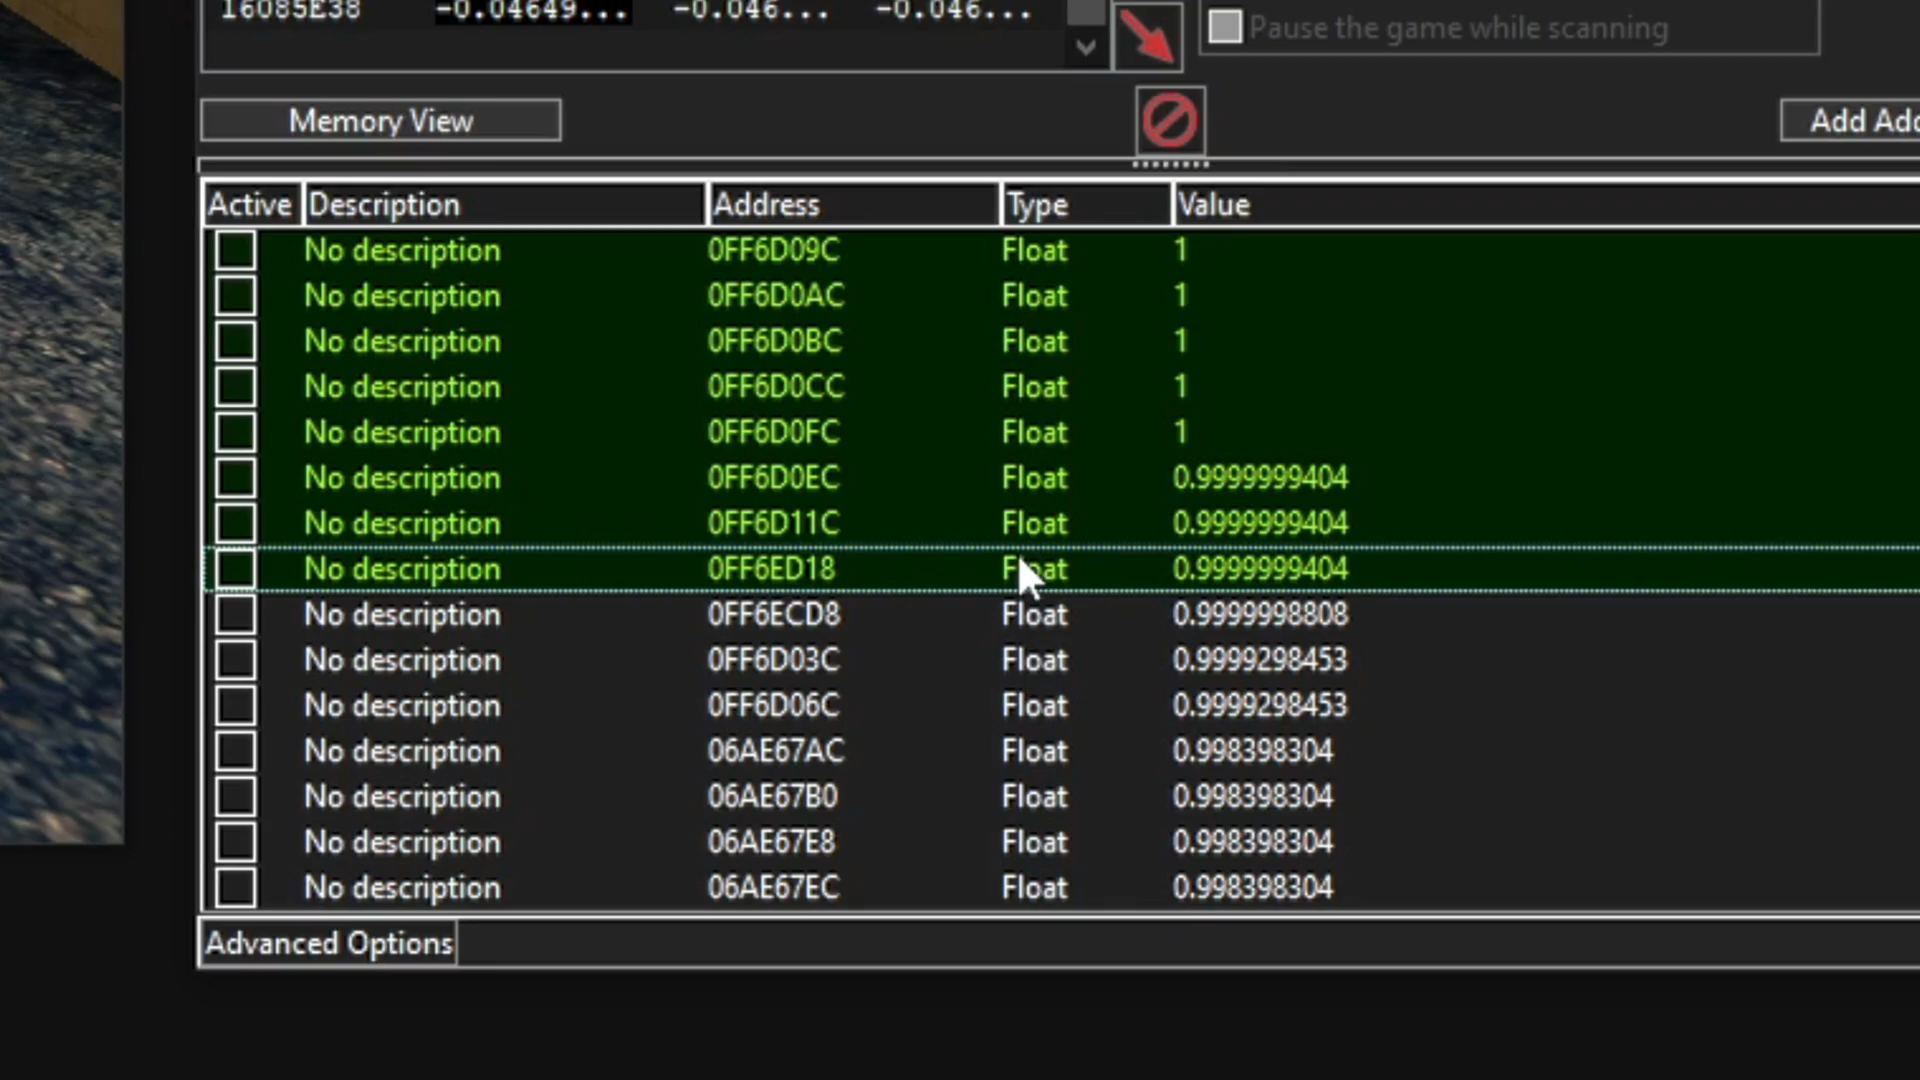 16085E38 -0.04649... -0.046... -0.046...
Pause the game while scanning
Memory View
Add Add
Active Description Address Type Value
No description 0FF6D09C Float 1
No description 0FF6D0AC Float 1
No description 0FF6D0BC Float 1
No description 0FF6D0CC Float 1
No description 0FF6D0FC Float 1
No description 0FF6D0EC Float 0.9999999404
No description 0FF6D11C Float 0.9999999404
No description 0FF6ED18 Float 0.9999999404
No description 0FF6ECD8 Float 0.9999998808
No description 0FF6D03C Float 0.9999298453
No description 0FF6D06C Float 0.9999298453
No description 06AE67AC Float 0.998398304
No description 06AE67B0 Float 0.998398304
No description 06AE67E8 Float 0.998398304
No description 06AE67EC Float 0.998398304
Advanced Options